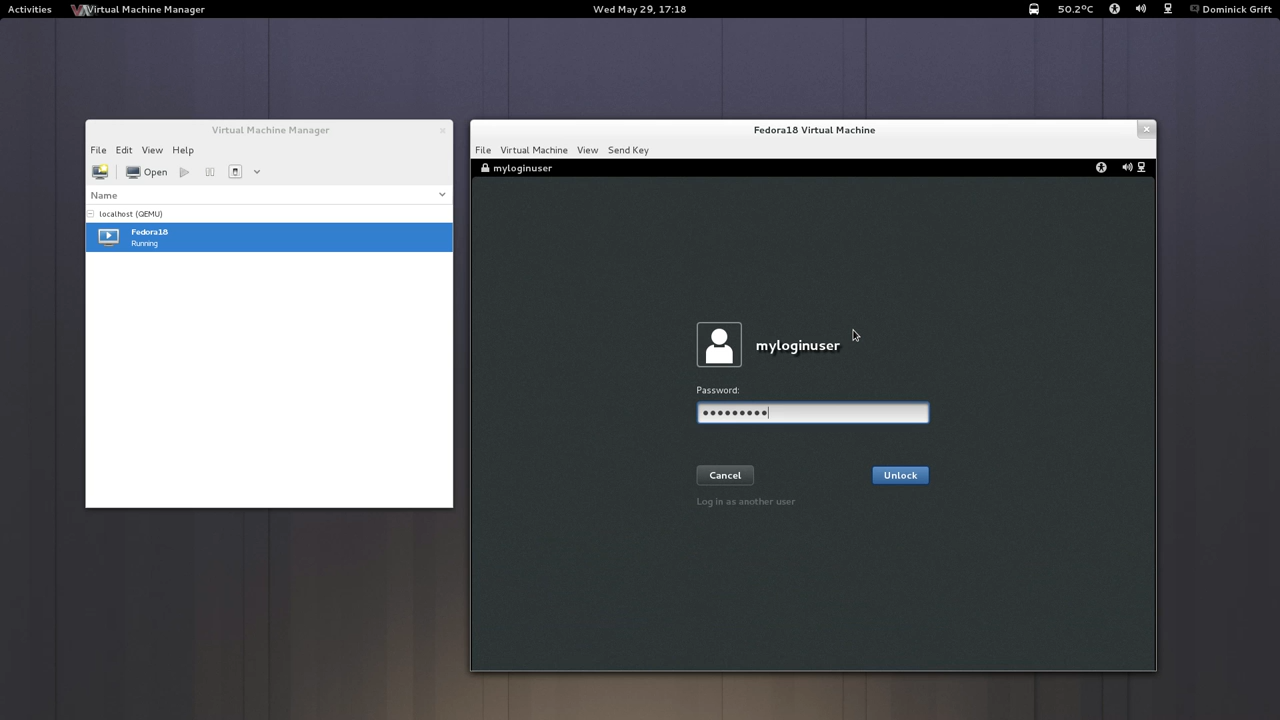 Activities Virtual Machine Manager Wed May 29, 17:18 50.2ºC Dominick Grift
Virtual Machine Manager
File Edit View Help
Open
Name
localhost (QEMU)
Fedora18
Running
Fedora18 Virtual Machine
File Virtual Machine View Send Key
myloginuser
myloginuser
Password:
Cancel Unlock
Log in as another user